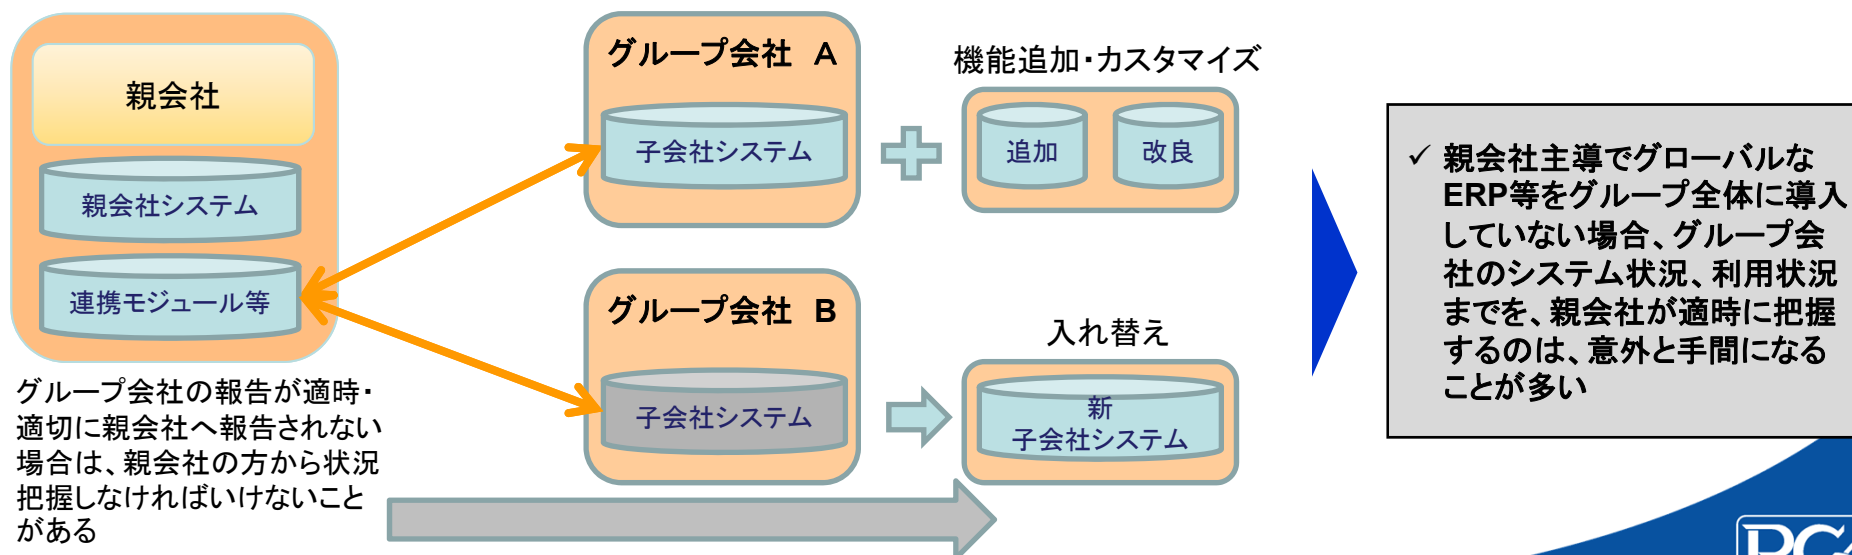 親会社
親会社システム
連携モジュール等
グループ会社の報告が適時・
適切に親会社へ報告されない
場合は、親会社の方から状況
把握しなければいけないこと
がある
グループ会社 A
子会社システム
機能追加・カスタマイズ
追加 改良
グループ会社 B
子会社システム
入れ替え
新
子会社システム
✓ 親会社主導でグローバルな
ERP等をグループ全体に導入
していない場合、グループ会
社のシステム状況、利用状況
までを、親会社が適時に把握
するのは、意外と手間になる
ことが多い